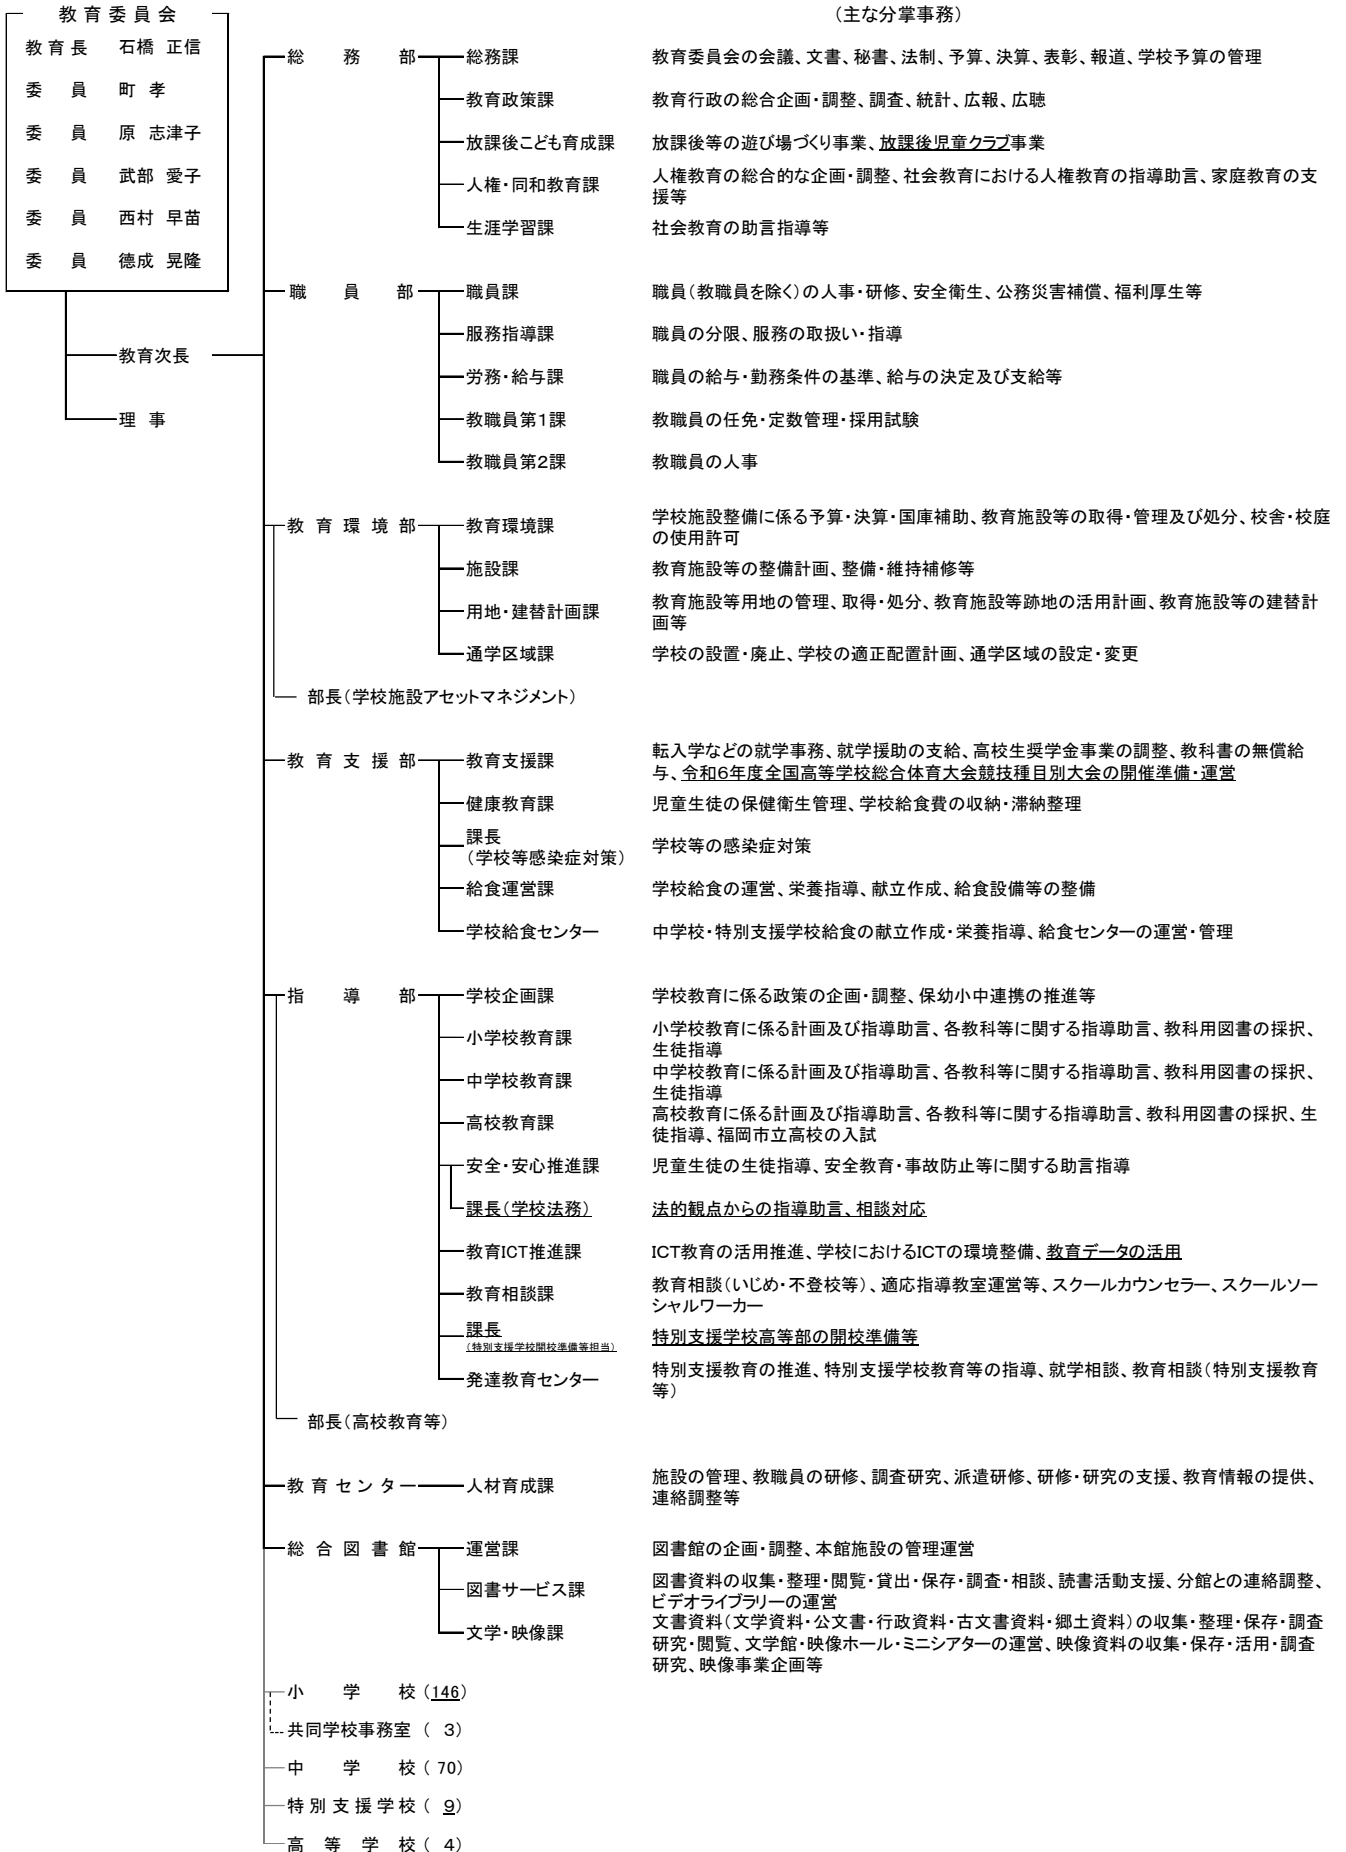 教育委員会
(主な分掌事務)
教育長 石橋 正信
委員 町 孝
委員 原 志津子
委員 武部 愛子
委員 西村 早苗
委員 德成 晃隆
教育次長
理事
総務部 総務課 教育委員会の会議、文書、秘書、法制、予算、決算、表彰、報道、学校予算の管理
教育政策課 教育行政の総合企画・調整、調査、統計、広報、広聴
放課後こども育成課 放課後等の遊び場づくり事業、放課後児童クラブ事業
人権・同和教育課 人権教育の総合的な企画・調整、社会教育における人権教育の指導助言、家庭教育の支
援等
生涯学習課 社会教育の助言指導等
職員部 職員課 職員(教職員を除く)の人事・研修、安全衛生、公務災害補償、福利厚生等
服務指導課 職員の分限、服務の取扱い・指導
労務・給与課 職員の給与・勤務条件の基準、給与の決定及び支給等
教職員第1課 教職員の任免・定数管理・採用試験
教職員第2課 教職員の人事
教育環境部 教育環境課 学校施設整備に係る予算・決算・国庫補助、教育施設等の取得・管理及び処分、校舎・校庭
の使用許可
施設課 教育施設等の整備計画、整備・維持補修等
用地・建替計画課 教育施設等用地の管理、取得・処分、教育施設等跡地の活用計画、教育施設等の建替計
画等
通学区域課 学校の設置・廃止、学校の適正配置計画、通学区域の設定・変更
部長(学校施設アセットマネジメント)
教育支援部 教育支援課 転入学などの就学事務、就学援助の支給、高校生奨学金事業の調整、教科書の無償給
与、令和6年度全国高等学校総合体育大会競技種目別大会の開催準備・運営
健康教育課 児童生徒の保健衛生管理、学校給食費の収納・滞納整理
課長
(学校等感染症対策) 学校等の感染症対策
給食運営課 学校給食の運営、栄養指導、献立作成、給食設備等の整備
学校給食センター 中学校・特別支援学校給食の献立作成・栄養指導、給食センターの運営・管理
指導部 学校企画課 学校教育に係る政策の企画・調整、保幼小中連携の推進等
小学校教育課 小学校教育に係る計画及び指導助言、各教科等に関する指導助言、教科用図書の採択、
生徒指導
中学校教育課 中学校教育に係る計画及び指導助言、各教科等に関する指導助言、教科用図書の採択、
生徒指導
高校教育課 高校教育に係る計画及び指導助言、各教科等に関する指導助言、教科用図書の採択、生
徒指導、福岡市立高校の入試
安全・安心推進課 児童生徒の生徒指導、安全教育・事故防止等に関する助言指導
課長(学校法務) 法的観点からの指導助言、相談対応
教育ICT推進課 ICT教育の活用推進、学校におけるICTの環境整備、教育データの活用
教育相談課 教育相談(いじめ・不登校等)、適応指導教室運営等、スクールカウンセラー、スクールソー
シャルワーカー
課長
(特別支援学校開校準備等担当) 特別支援学校高等部の開校準備等
発達教育センター 特別支援教育の推進、特別支援学校教育等の指導、就学相談、教育相談(特別支援教育
等)
部長(高校教育等)
教育センター 人材育成課 施設の管理、教職員の研修、調査研究、派遣研修、研修・研究の支援、教育情報の提供、
連絡調整等
総合図書館 運営課 図書館の企画・調整、本館施設の管理運営
図書サービス課 図書資料の収集・整理・閲覧・貸出・保存・調査・相談、読書活動支援、分館との連絡調整、
ビデオライブラリーの運営
文学・映像課 文書資料(文学資料・公文書・行政資料・古文書資料・郷土資料)の収集・整理・保存・調査
研究・閲覧、文学館・映像ホール・ミニシアターの運営、映像資料の収集・保存・活用・調査
研究、映像事業企画等
小学校(146)
共同学校事務室( 3)
中学校( 70)
特別支援学校( 9)
高等学校( 4)